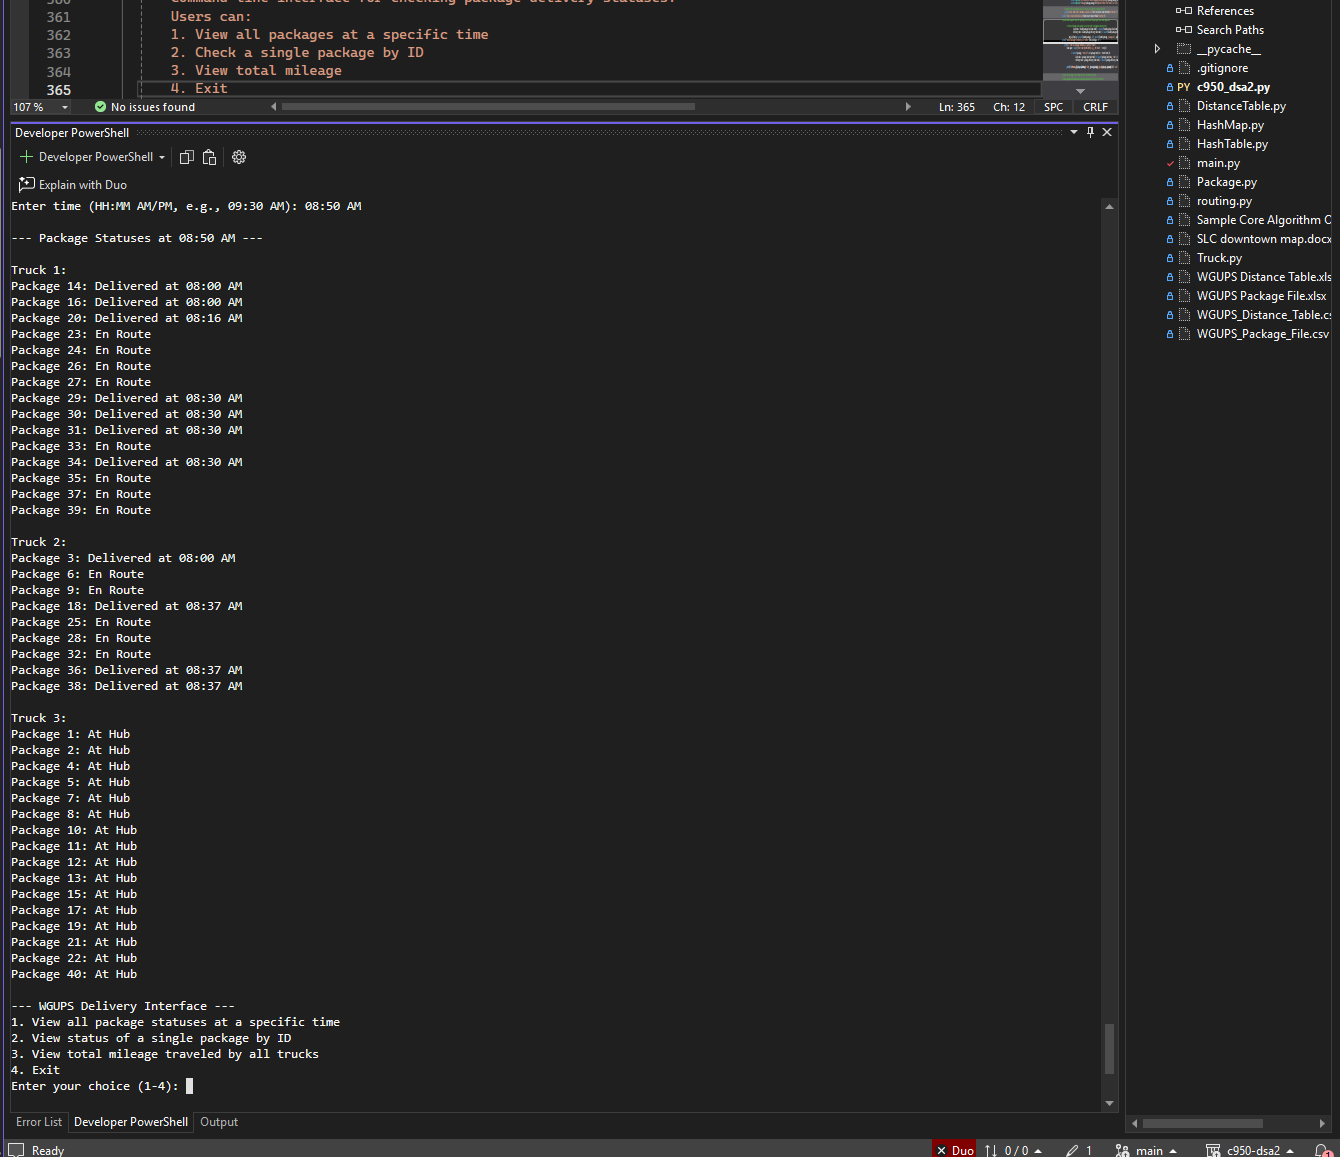 361 Users can:
362 1. View all packages at a specific time
363 2. Check a single package by ID
364 3. View total mileage
365 4. Exit
107 % No issues found Ln: 365 Ch: 12 SPC CRLF
Developer PowerShell
Developer PowerShell
Explain with Duo
Enter time (HH:MM AM/PM, e.g., 09:30 AM): 08:50 AM
--- Package Statuses at 08:50 AM ---
Truck 1:
Package 14: Delivered at 08:00 AM
Package 16: Delivered at 08:00 AM
Package 20: Delivered at 08:16 AM
Package 23: En Route
Package 24: En Route
Package 26: En Route
Package 27: En Route
Package 29: Delivered at 08:30 AM
Package 30: Delivered at 08:30 AM
Package 31: Delivered at 08:30 AM
Package 33: En Route
Package 34: Delivered at 08:30 AM
Package 35: En Route
Package 37: En Route
Package 39: En Route
Truck 2:
Package 3: Delivered at 08:00 AM
Package 6: En Route
Package 9: En Route
Package 18: Delivered at 08:37 AM
Package 25: En Route
Package 28: En Route
Package 32: En Route
Package 36: Delivered at 08:37 AM
Package 38: Delivered at 08:37 AM
Truck 3:
Package 1: At Hub
Package 2: At Hub
Package 4: At Hub
Package 5: At Hub
Package 7: At Hub
Package 8: At Hub
Package 10: At Hub
Package 11: At Hub
Package 12: At Hub
Package 13: At Hub
Package 15: At Hub
Package 17: At Hub
Package 19: At Hub
Package 21: At Hub
Package 22: At Hub
Package 40: At Hub
--- WGUPS Delivery Interface ---
1. View all package statuses at a specific time
2. View status of a single package by ID
3. View total mileage traveled by all trucks
4. Exit
Enter your choice (1-4):
Error List Developer PowerShell Output
References
Search Paths
__pycache__
.gitignore
PY c950_dsa2.py
DistanceTable.py
HashMap.py
HashTable.py
main.py
Package.py
routing.py
Sample Core Algorithm O
SLC downtown map.docx
Truck.py
WGUPS Distance Table.xls
WGUPS Package File.xlsx
WGUPS_Distance_Table.cs
WGUPS_Package_File.csv
Ready Duo 0 / 0 1 main c950-dsa2 1